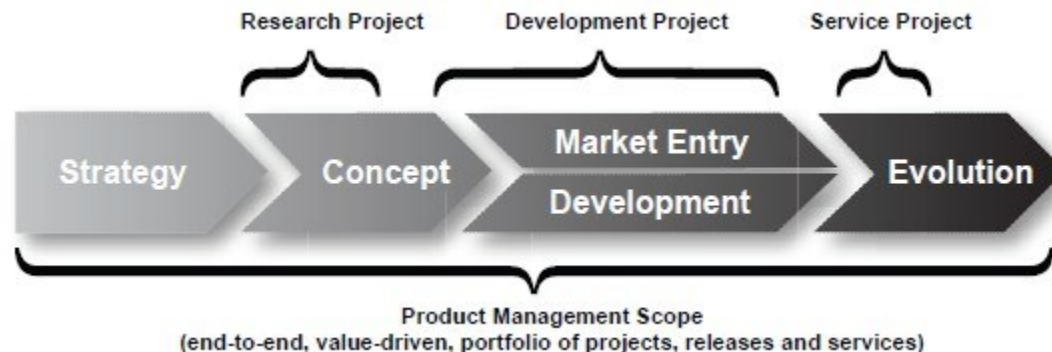 Research Project
Development Project
Service Project
Strategy
Concept
Market Entry
Development
Evolution
Product Management Scope
(end-to-end, value-driven, portfolio of projects, releases and services)